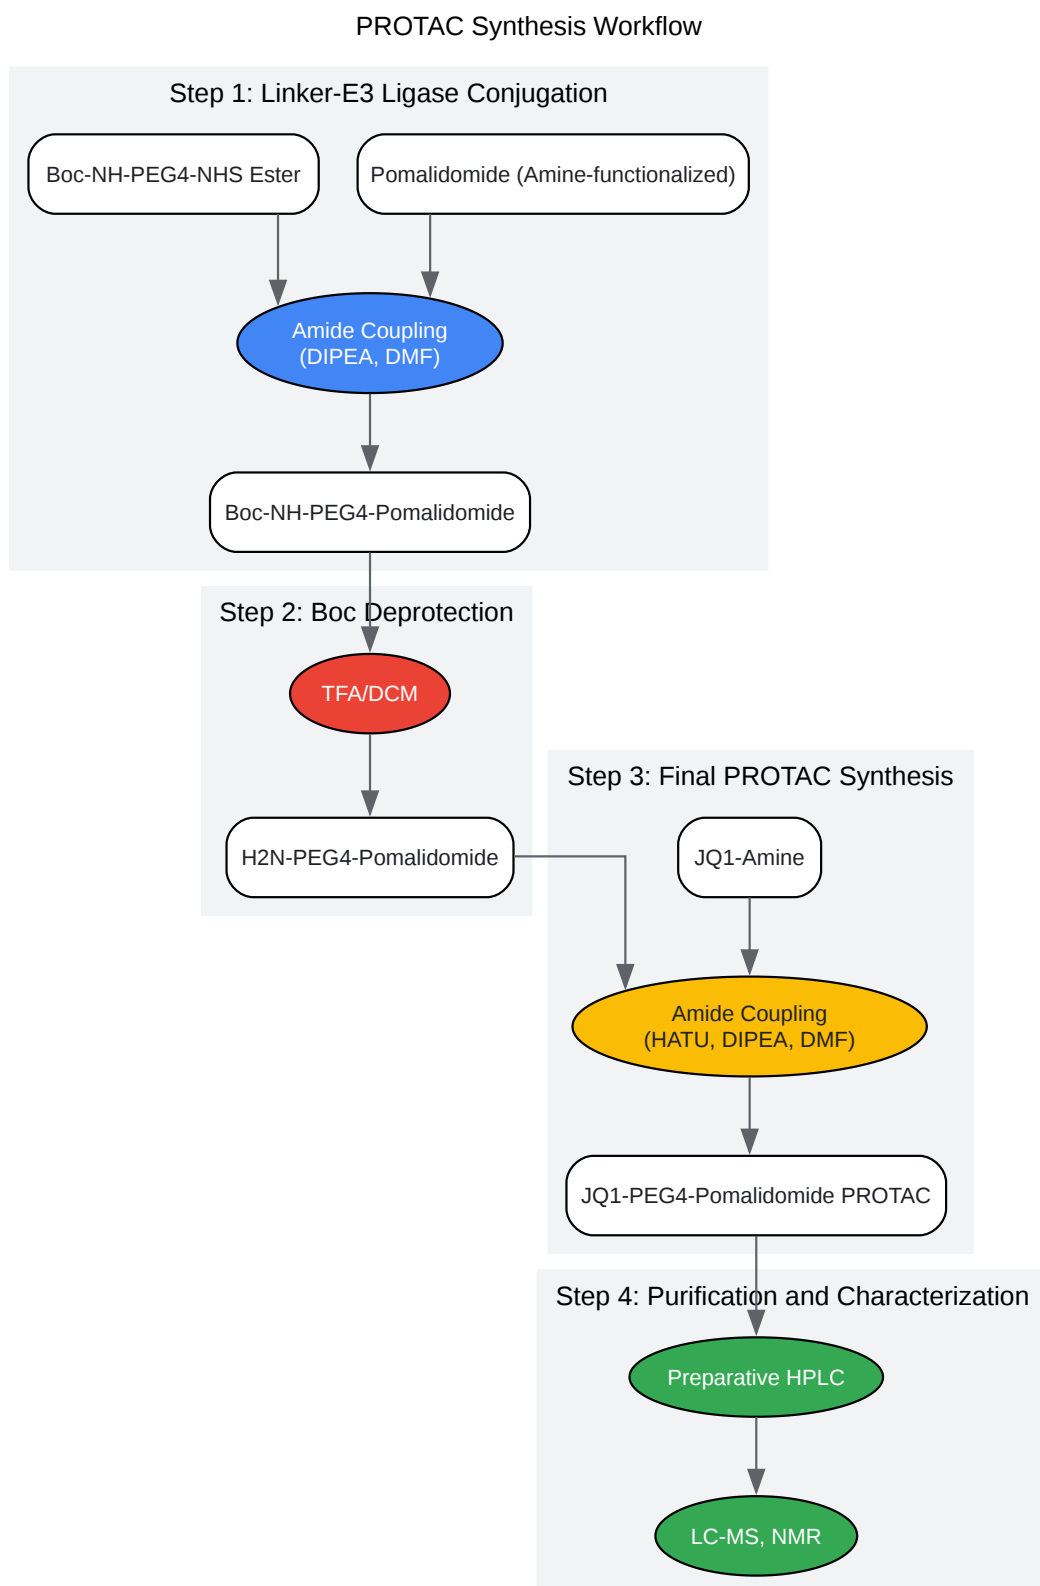 PROTAC Synthesis Workflow
Step 1: Linker-E3 Ligase Conjugation
Boc-NH-PEG4-NHS Ester
Pomalidomide (Amine-functionalized)
Amide Coupling
(DIPEA, DMF)
Boc-NH-PEG4-Pomalidomide
Step 2: Boc Deprotection
TFA/DCM
H2N-PEG4-Pomalidomide
Step 3: Final PROTAC Synthesis
JQ1-Amine
Amide Coupling
(HATU, DIPEA, DMF)
JQ1-PEG4-Pomalidomide PROTAC
Step 4: Purification and Characterization
Preparative HPLC
LC-MS, NMR